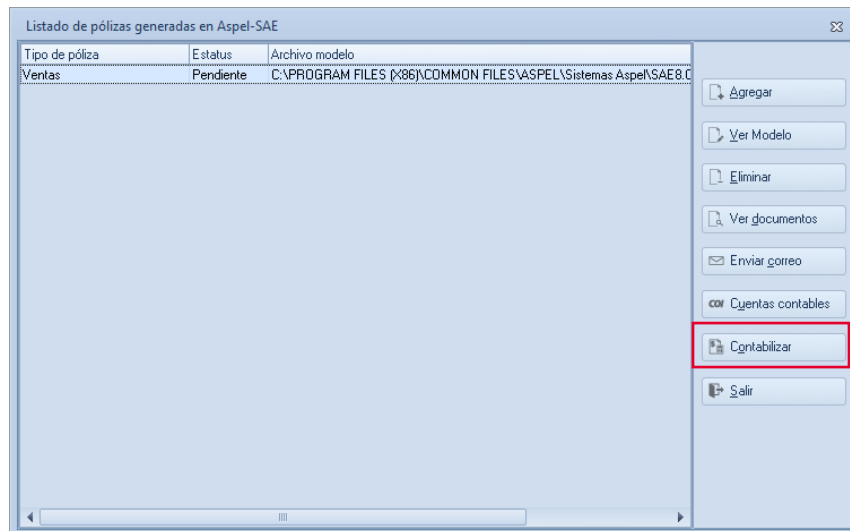 Listado de pólizas generadas en Aspel-SAE
Tipo de póliza Estatus Archivo modelo
Ventas Pendiente C:\PROGRAM FILES (X86)\COMMON FILES\ASPEL\Sistemas Aspel\SAE8.0
Agregar
Ver Modelo
Eliminar
Ver documentos
Enviar correo
COI Cuentas contables
Contabilizar
Salir